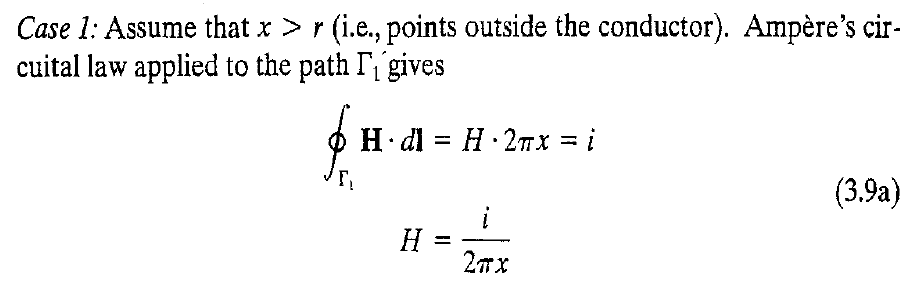 Case 1: Assume that x > r (i.e., points outside the conductor). Ampère's cir-
cuital law applied to the path Γ₁ gives
∮_Γ₁ H · dl = H · 2πx = i
(3.9a)
H = i / 2πx